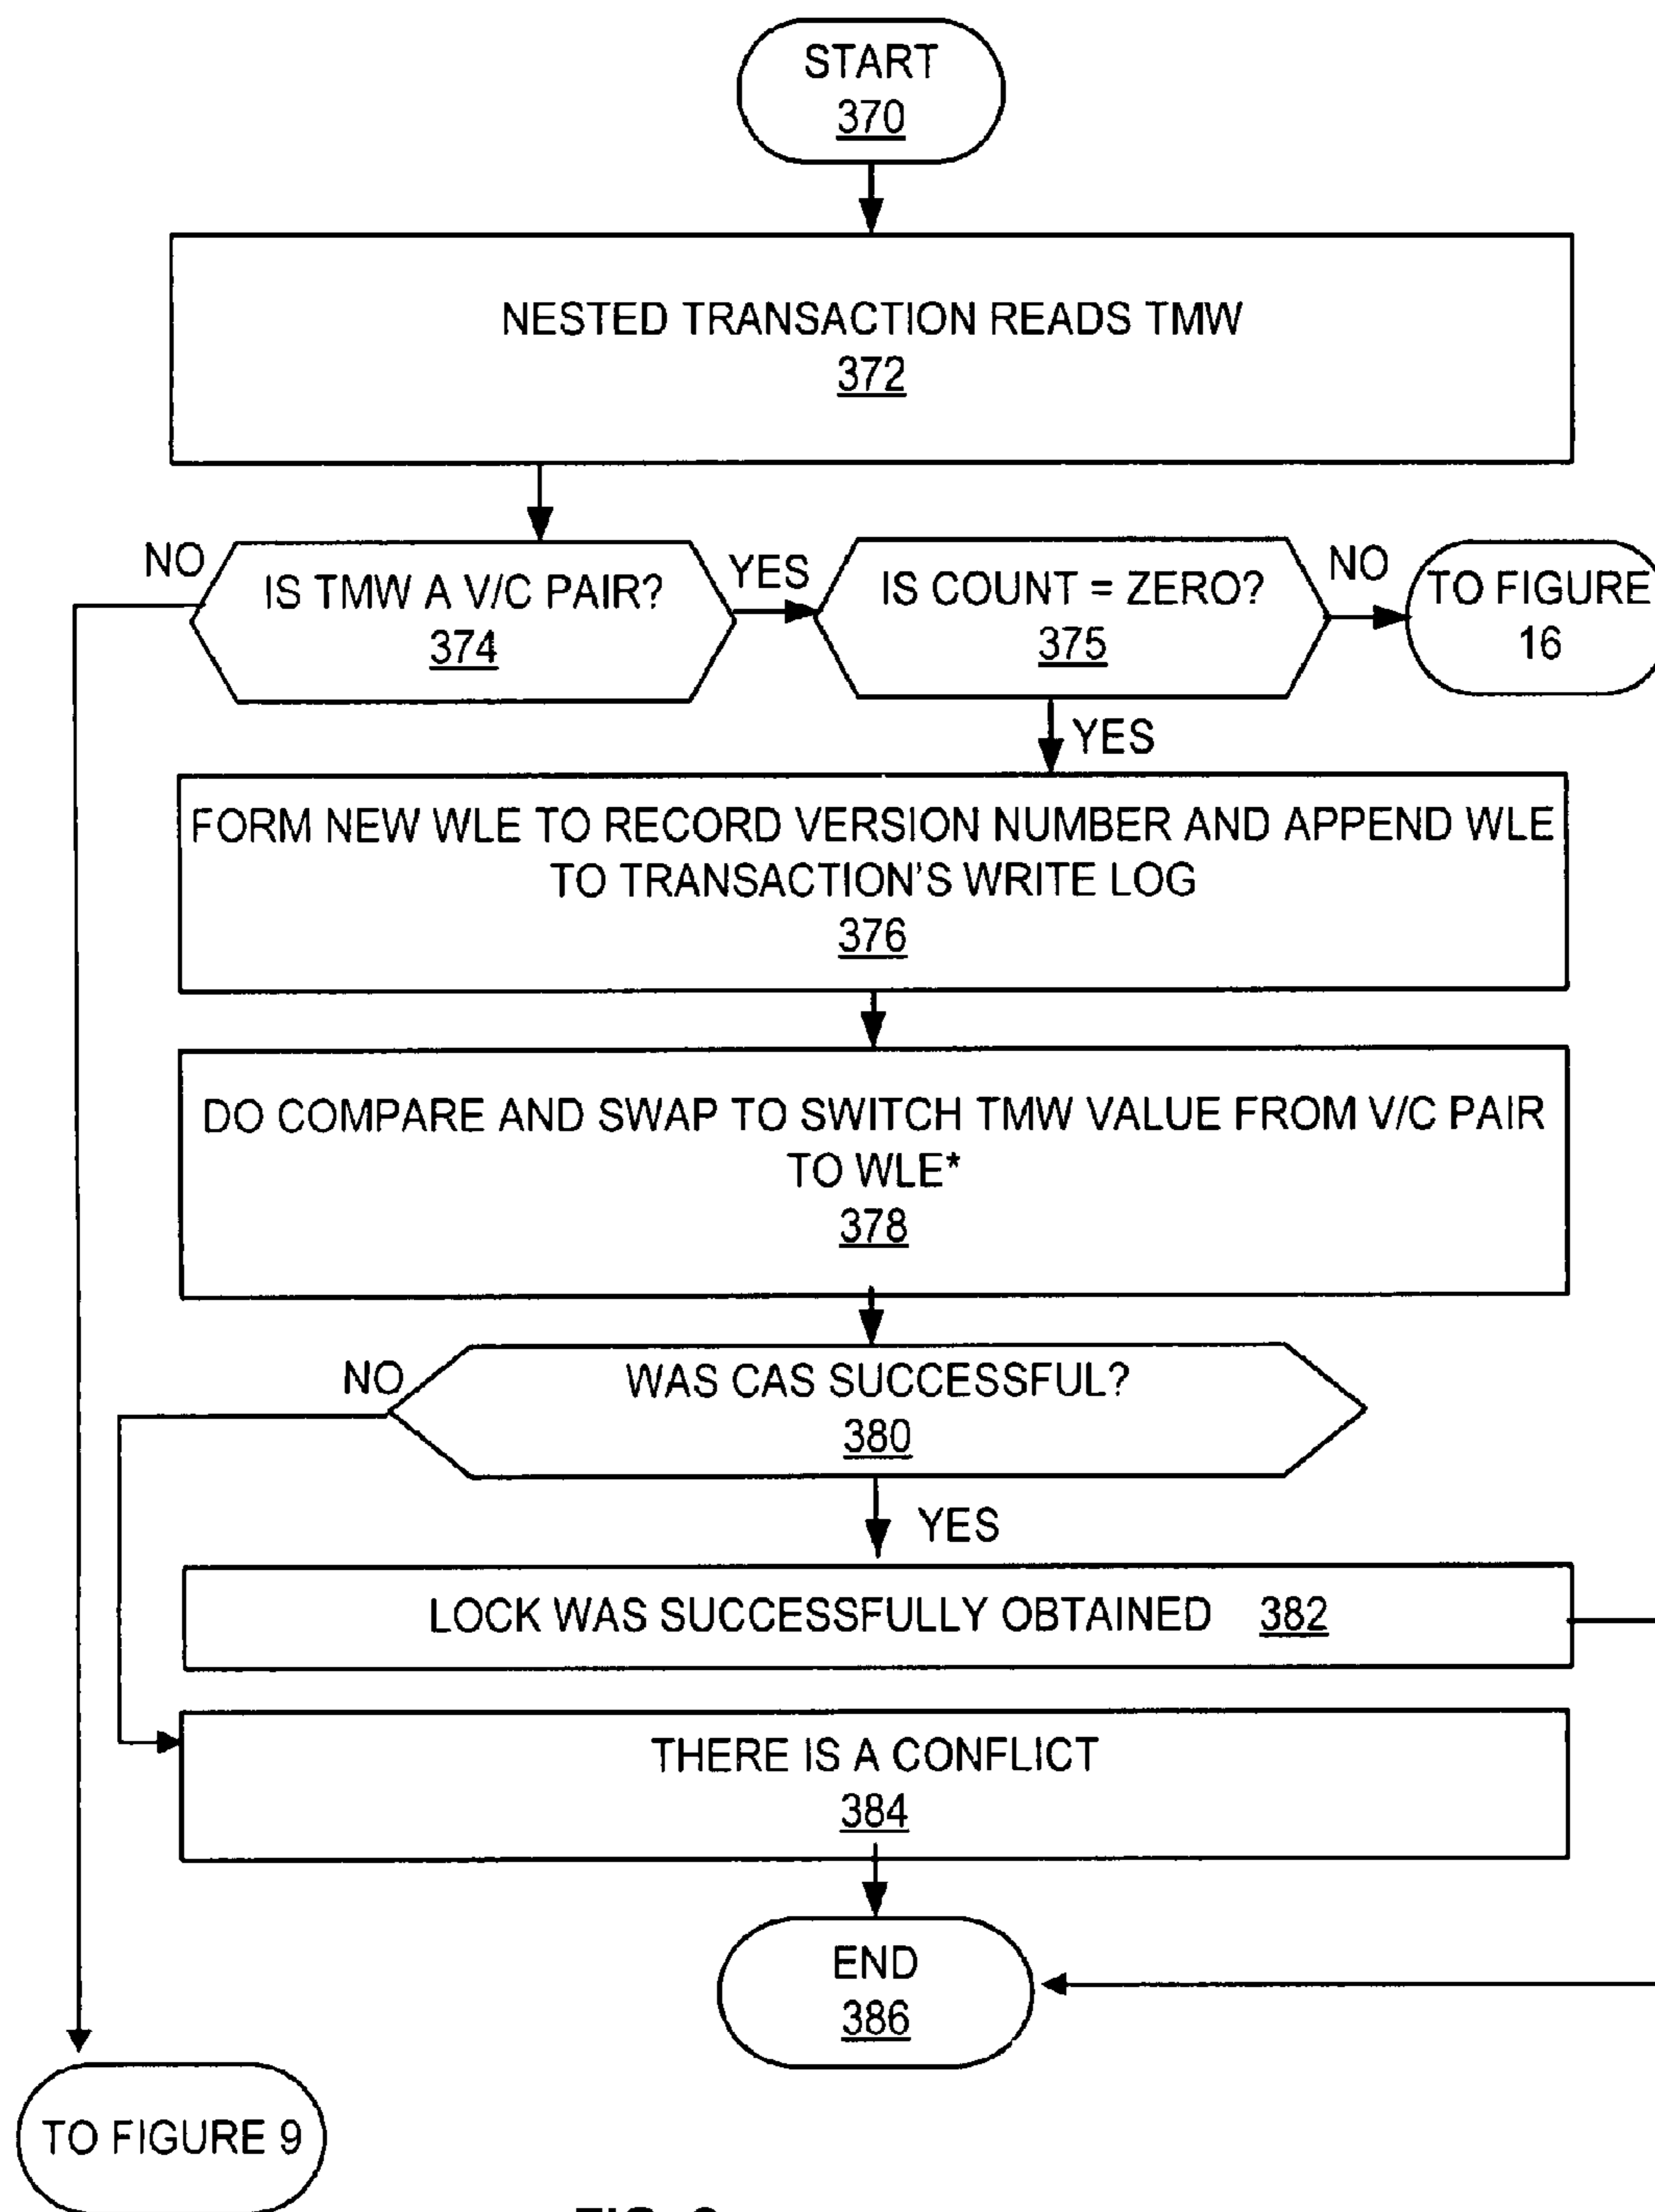 START
370
NESTED TRANSACTION READS TMW
372
NO
IS TMW A V/C PAIR?
374
YES
IS COUNT = ZERO?
375
NO
TO FIGURE
16
YES
FORM NEW WLE TO RECORD VERSION NUMBER AND APPEND WLE
TO TRANSACTION'S WRITE LOG
376
DO COMPARE AND SWAP TO SWITCH TMW VALUE FROM V/C PAIR
TO WLE*
378
NO
WAS CAS SUCCESSFUL?
380
YES
LOCK WAS SUCCESSFULLY OBTAINED 382
THERE IS A CONFLICT
384
END
386
TO FIGURE 9